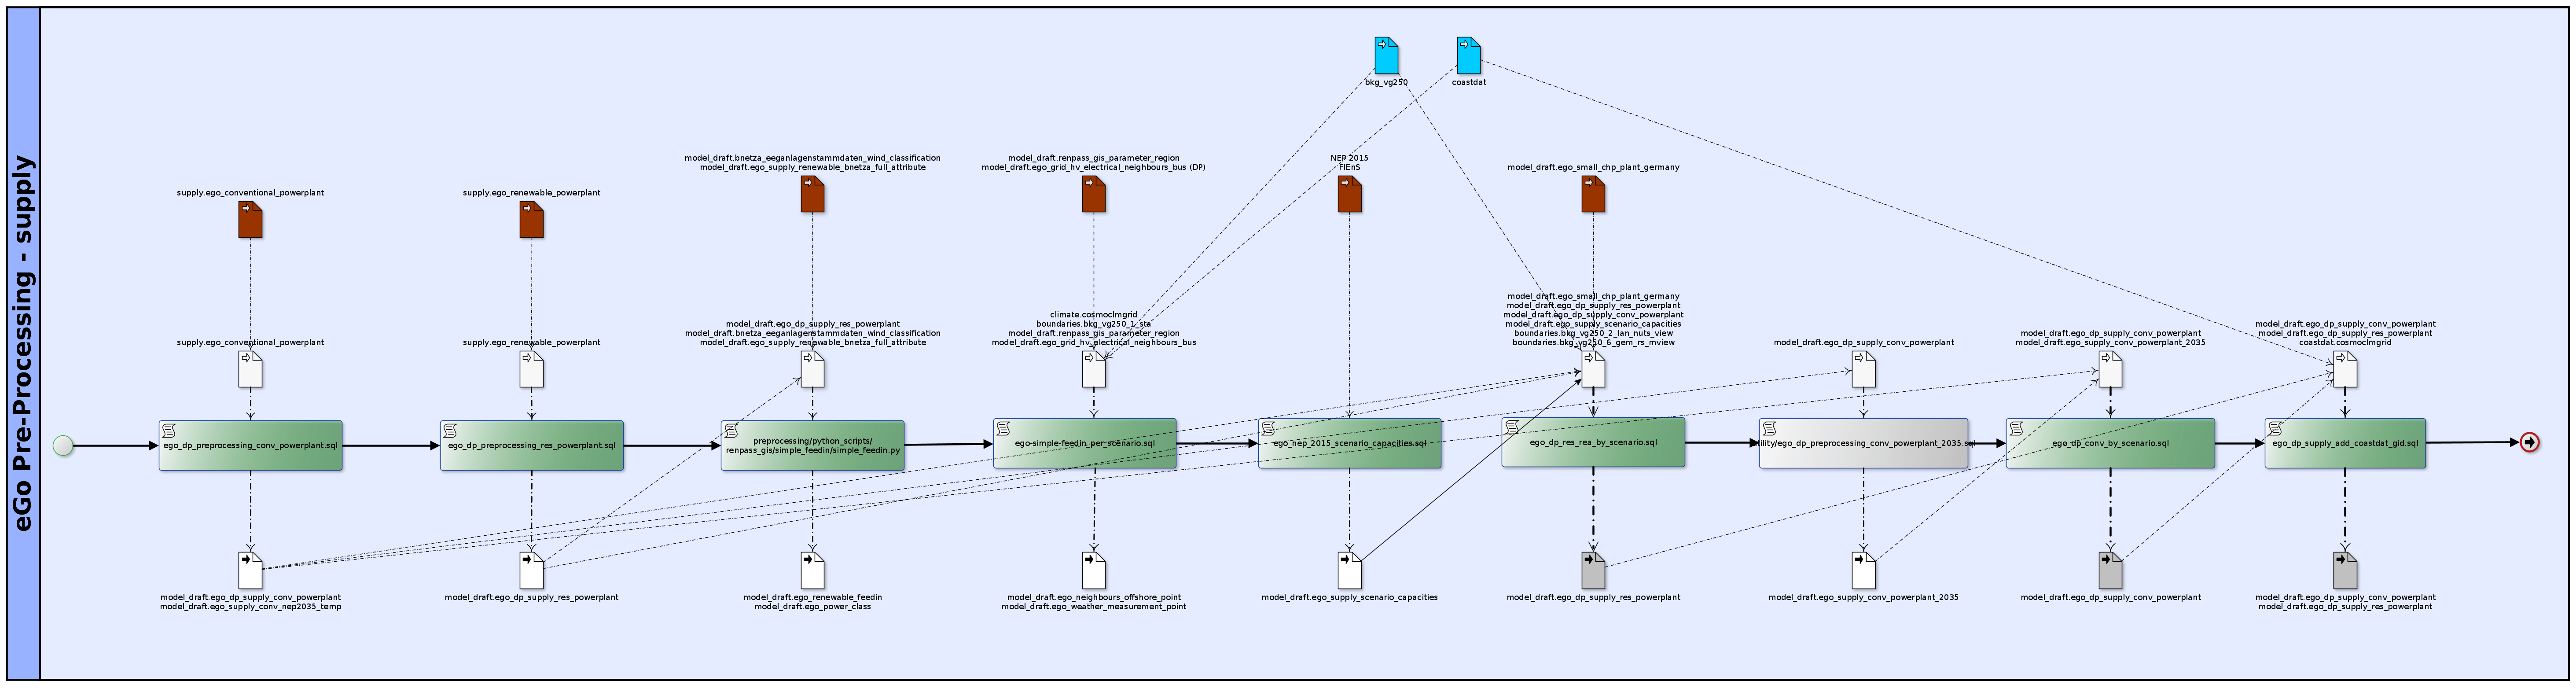 eGo Pre-Processing - supply
bkg_vg250
coastdat
supply.ego_conventional_powerplant
supply.ego_renewable_powerplant
model_draft.bnetza_eeganlagenstammdaten_wind_classification
model_draft.ego_supply_renewable_bnetza_full_attribute
model_draft.renpass_gis_parameter_region
model_draft.ego_grid_hv_electrical_neighbours_bus (DP)
NEP 2015
FlEnS
model_draft.ego_small_chp_plant_germany
supply.ego_conventional_powerplant
supply.ego_renewable_powerplant
model_draft.ego_dp_supply_res_powerplant
model_draft.bnetza_eeganlagenstammdaten_wind_classification
model_draft.ego_supply_renewable_bnetza_full_attribute
climate.cosmoclmgrid
boundaries.bkg_vg250_1_sta
model_draft.renpass_gis_parameter_region
model_draft.ego_grid_hv_electrical_neighbours_bus
model_draft.ego_small_chp_plant_germany
model_draft.ego_dp_supply_res_powerplant
model_draft.ego_dp_supply_conv_powerplant
model_draft.ego_supply_scenario_capacities
boundaries.bkg_vg250_2_lan_nuts_view
boundaries.bkg_vg250_6_gem_rs_mview
model_draft.ego_dp_supply_conv_powerplant
model_draft.ego_dp_supply_conv_powerplant
model_draft.ego_supply_conv_powerplant_2035
model_draft.ego_dp_supply_conv_powerplant
model_draft.ego_dp_supply_res_powerplant
coastdat.cosmoclmgrid
ego_dp_preprocessing_conv_powerplant.sql
ego_dp_preprocessing_res_powerplant.sql
preprocessing/python_scripts/
renpass_gis/simple_feedin/simple_feedin.py
ego-simple-feedin_per_scenario.sql
ego_nep_2015_scenario_capacities.sql
ego_dp_res_rea_by_scenario.sql
tility/ego_dp_preprocessing_conv_powerplant_2035.sql
ego_dp_conv_by_scenario.sql
ego_dp_supply_add_coastdat_gid.sql
model_draft.ego_dp_supply_conv_powerplant
model_draft.ego_supply_conv_nep2035_temp
model_draft.ego_dp_supply_res_powerplant
model_draft.ego_renewable_feedin
model_draft.ego_power_class
model_draft.ego_neighbours_offshore_point
model_draft.ego_weather_measurement_point
model_draft.ego_supply_scenario_capacities
model_draft.ego_dp_supply_res_powerplant
model_draft.ego_supply_conv_powerplant_2035
model_draft.ego_dp_supply_conv_powerplant
model_draft.ego_dp_supply_conv_powerplant
model_draft.ego_dp_supply_res_powerplant